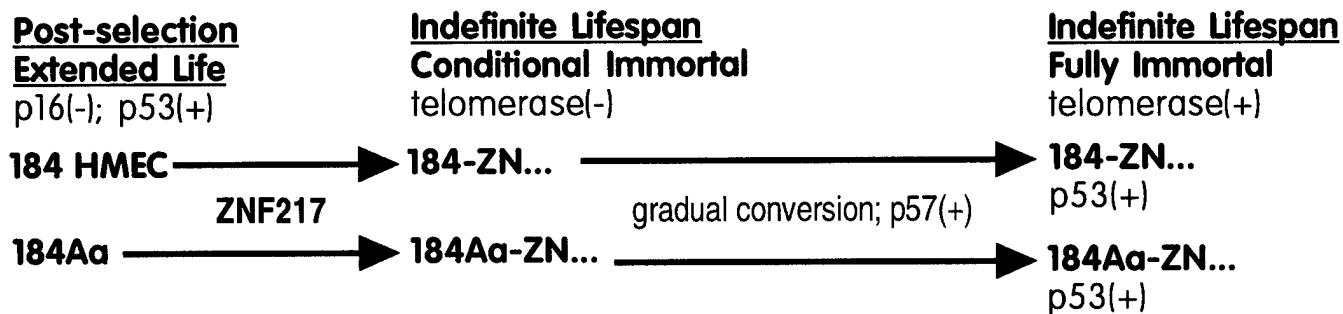 Post-selection
Extended Life
p16(-); p53(+)
Indefinite Lifespan
Conditional Immortal
telomerase(-)
Indefinite Lifespan
Fully Immortal
telomerase(+)
184 HMEC
184-ZN...
184-ZN...
p53(+)
ZNF217
gradual conversion; p57(+)
184Aa
184Aa-ZN...
184Aa-ZN...
p53(+)